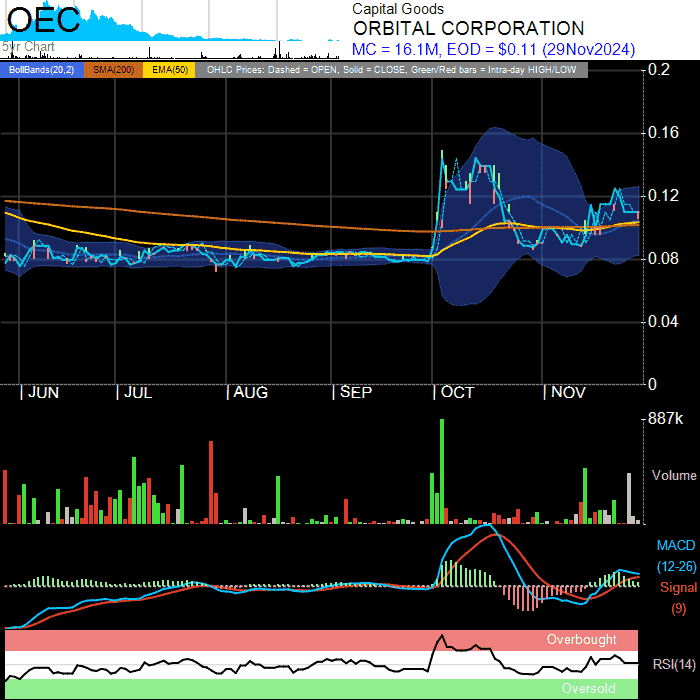 OEC
5yr Chart
Capital Goods
ORBITAL CORPORATION
MC = 16.1M, EOD = $0.11 (29Nov2024)
BollBands(20,2) SMA(200) EMA(50) OHLC Prices: Dashed = OPEN, Solid = CLOSE, Green/Red bars = Intra-day HIGH/LOW
0.2
0.16
0.12
0.08
0.04
0
JUN JUL AUG SEP OCT NOV
887k
Volume
MACD
(12-26)
Signal
(9)
Overbought
RSI(14)
Oversold